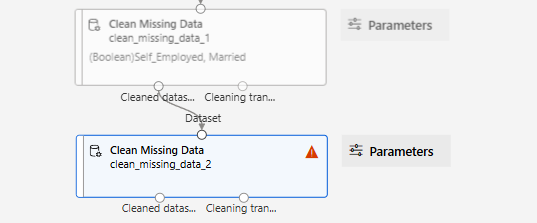 Clean Missing Data
clean_missing_data_1
(Boolean)Self_Employed, Married
Parameters
Cleaned datas... Cleaning tran...
Dataset
Clean Missing Data
clean_missing_data_2
Parameters
Cleaned datas... Cleaning tran...